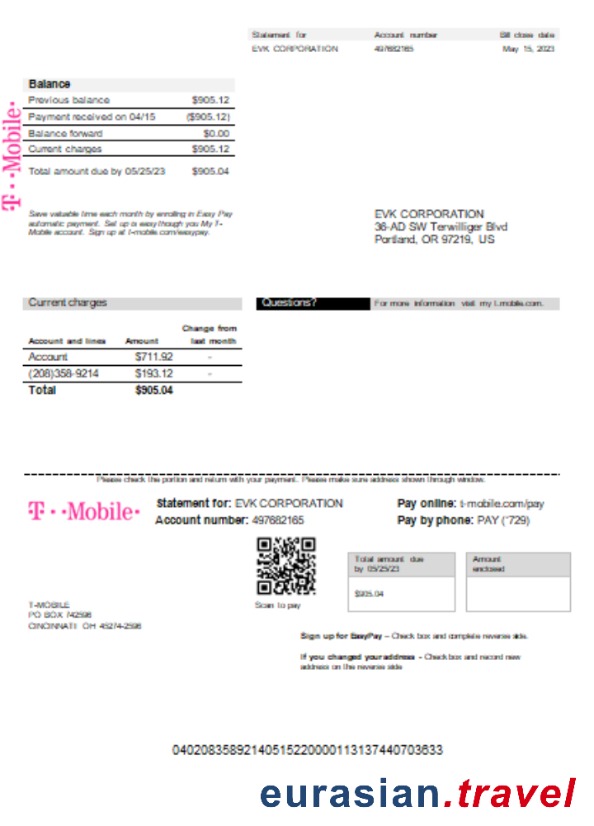 Statement for Account number Bill close date
EVK CORPORATION 497682165 May 15, 2023
Balance
Previous balance $905.12
Payment received on 04/15 ($905.12)
Balance forward $0.00
Current charges $905.12
Total amount due by 05/25/23 $905.04
T··Mobile·
Save valuable time each month by enrolling in Easy Pay
automatic payment. Set up is easy though you My T-
Mobile account. Sign up at t-mobile.com/easypay.
EVK CORPORATION
36-AD SW Terwilliger Blvd
Portland, OR 97219, US
Current charges
Questions? For more information visit my t.mobile.com.
Change from
Account and lines Amount last month
Account $711.92 -
(208)358-9214 $193.12 -
Total $905.04
Please check the portion and return with your payment. Please make sure address shown through window.
T··Mobile·
Statement for: EVK CORPORATION
Account number: 497682165
Pay online: t-mobile.com/pay
Pay by phone: PAY (*729)
Scan to pay
Total amount due
by 05/25/23
$905.04
Amount
enclosed
T-MOBILE
PO BOX 742596
CINCINNATI OH 45274-2596
Sign up for EasyPay – Check box and complete reverse side.
If you changed your address – Check box and record new
address on the reverse side
04020835892140515220000113137440703633
eurasian.travel